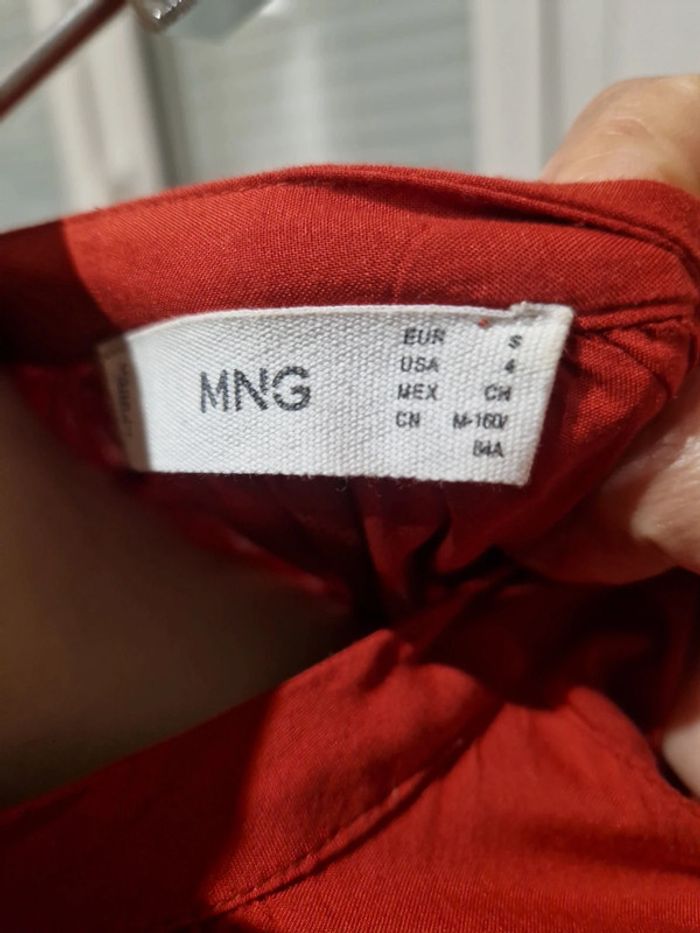 MNG
EUR S
USA 4
MEX CH
CN M-160/
84A